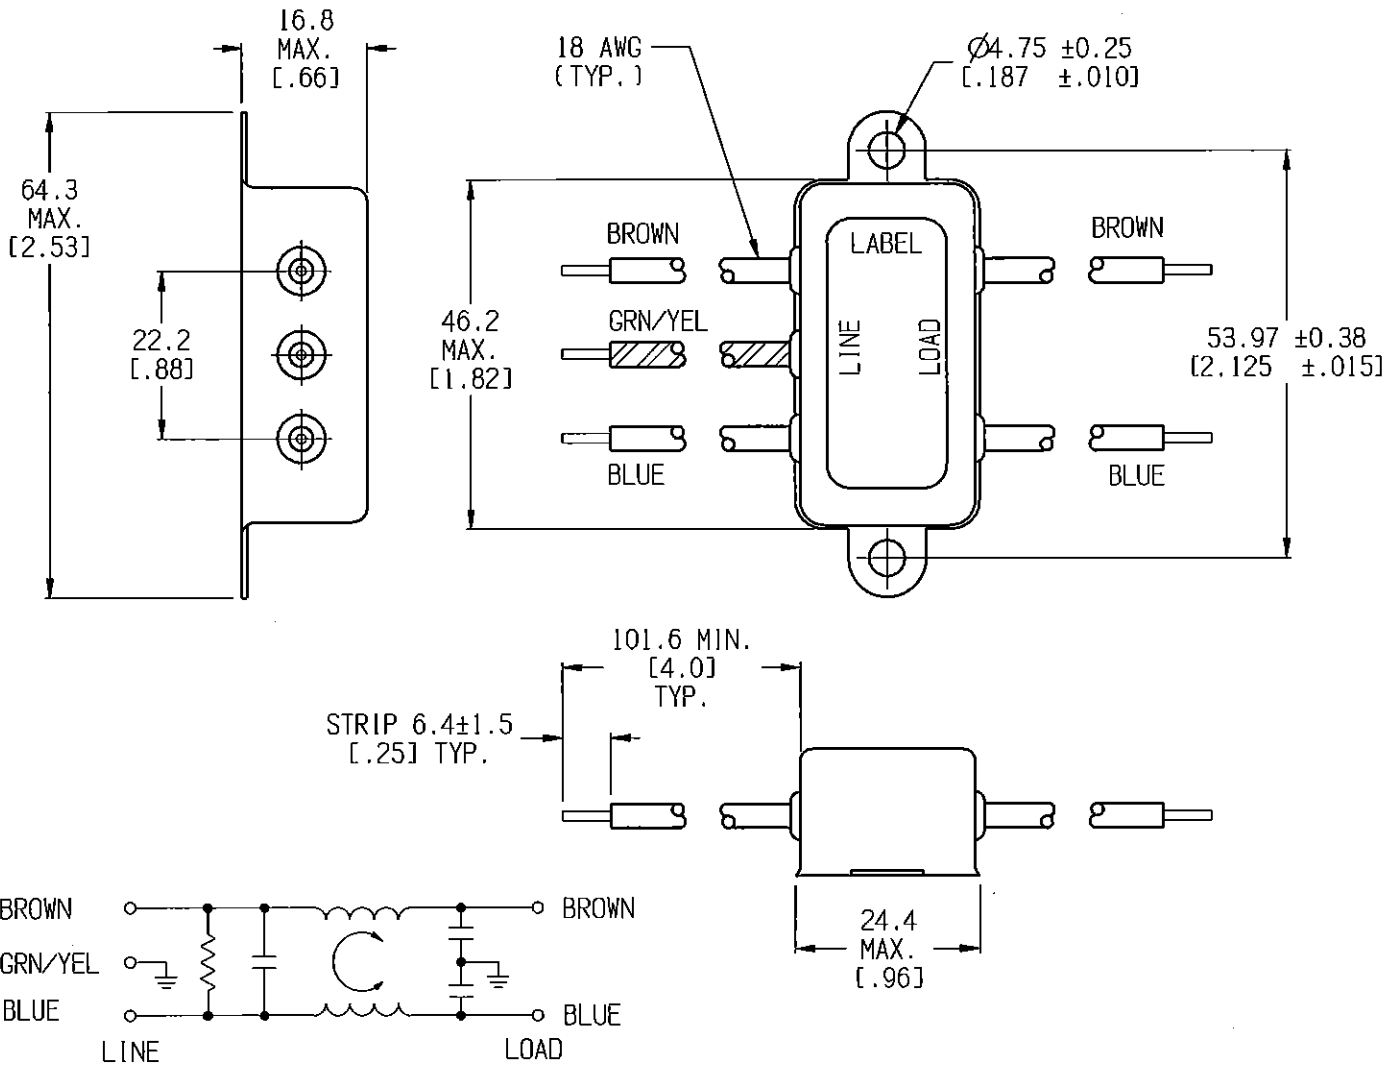 16.8
MAX.
[.66]
18 AWG
(TYP.)
Ø4.75 ±0.25
[.187 ±.010]
64.3
MAX.
[2.53]
22.2
[.88]
46.2
MAX.
[1.82]
BROWN
GRN/YEL
BLUE
LABEL
LINE
LOAD
BROWN
BLUE
53.97 ±0.38
[2.125 ±.015]
101.6 MIN.
[4.0]
TYP.
STRIP 6.4±1.5
[.25] TYP.
24.4
MAX.
[.96]
BROWN
GRN/YEL
BLUE
LINE
BROWN
BLUE
LOAD